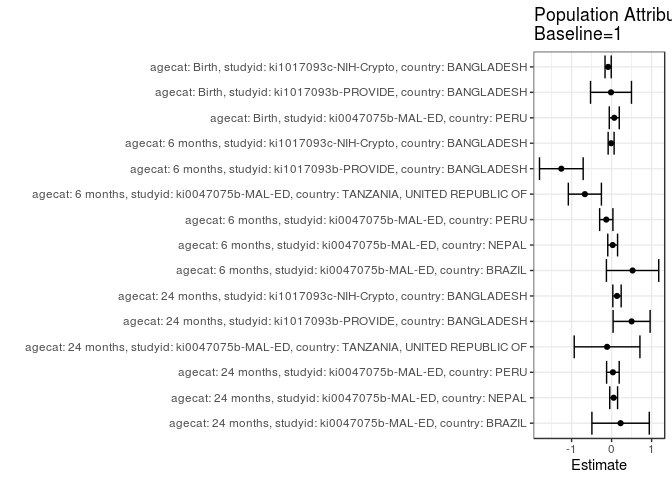 Population Attribu
Baseline=1
agecat: Birth, studyid: ki1017093c-NIH-Crypto, country: BANGLADESH
agecat: Birth, studyid: ki1017093b-PROVIDE, country: BANGLADESH
agecat: Birth, studyid: ki0047075b-MAL-ED, country: PERU
agecat: 6 months, studyid: ki1017093c-NIH-Crypto, country: BANGLADESH
agecat: 6 months, studyid: ki1017093b-PROVIDE, country: BANGLADESH
agecat: 6 months, studyid: ki0047075b-MAL-ED, country: TANZANIA, UNITED REPUBLIC OF
agecat: 6 months, studyid: ki0047075b-MAL-ED, country: PERU
agecat: 6 months, studyid: ki0047075b-MAL-ED, country: NEPAL
agecat: 6 months, studyid: ki0047075b-MAL-ED, country: BRAZIL
agecat: 24 months, studyid: ki1017093c-NIH-Crypto, country: BANGLADESH
agecat: 24 months, studyid: ki1017093b-PROVIDE, country: BANGLADESH
agecat: 24 months, studyid: ki0047075b-MAL-ED, country: TANZANIA, UNITED REPUBLIC OF
agecat: 24 months, studyid: ki0047075b-MAL-ED, country: PERU
agecat: 24 months, studyid: ki0047075b-MAL-ED, country: NEPAL
agecat: 24 months, studyid: ki0047075b-MAL-ED, country: BRAZIL
-1 0 1
Estimate